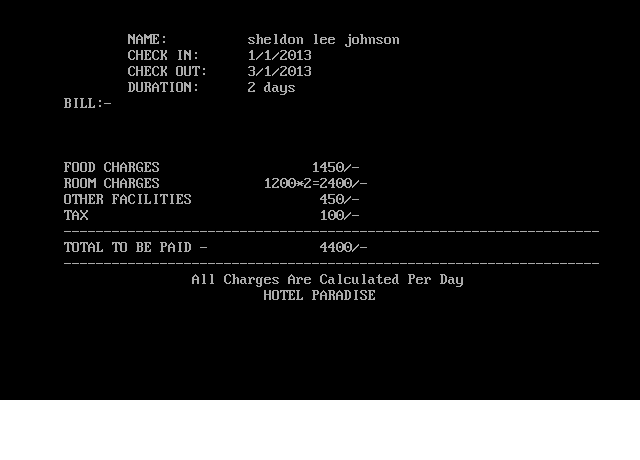 NAME: sheldon lee johnson
CHECK IN: 1/1/2013
CHECK OUT: 3/1/2013
DURATION: 2 days
BILL:-
FOOD CHARGES 1450/-
ROOM CHARGES 1200*2=2400/-
OTHER FACILITIES 450/-
TAX 100/-
------------------------------------------------------------------
TOTAL TO BE PAID - 4400/-
------------------------------------------------------------------
All Charges Are Calculated Per Day
HOTEL PARADISE